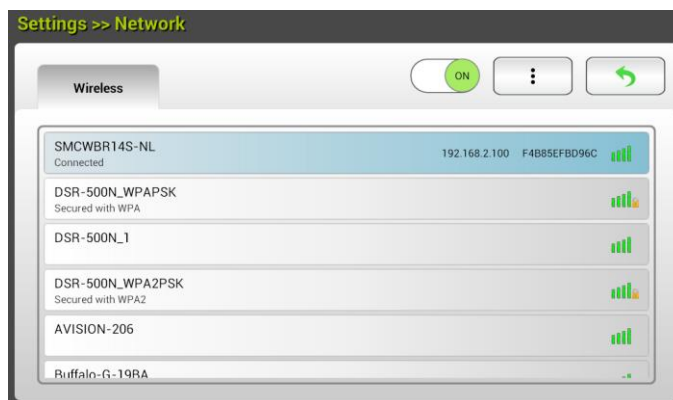 Settings >> Network
Wireless
ON
SMCWBR14S-NL
Connected
192.168.2.100 F4B85EFBD96C
DSR-500N_WPAPSK
Secured with WPA
DSR-500N_1
DSR-500N_WPA2PSK
Secured with WPA2
AVISION-206
Buffalo-G-19BA